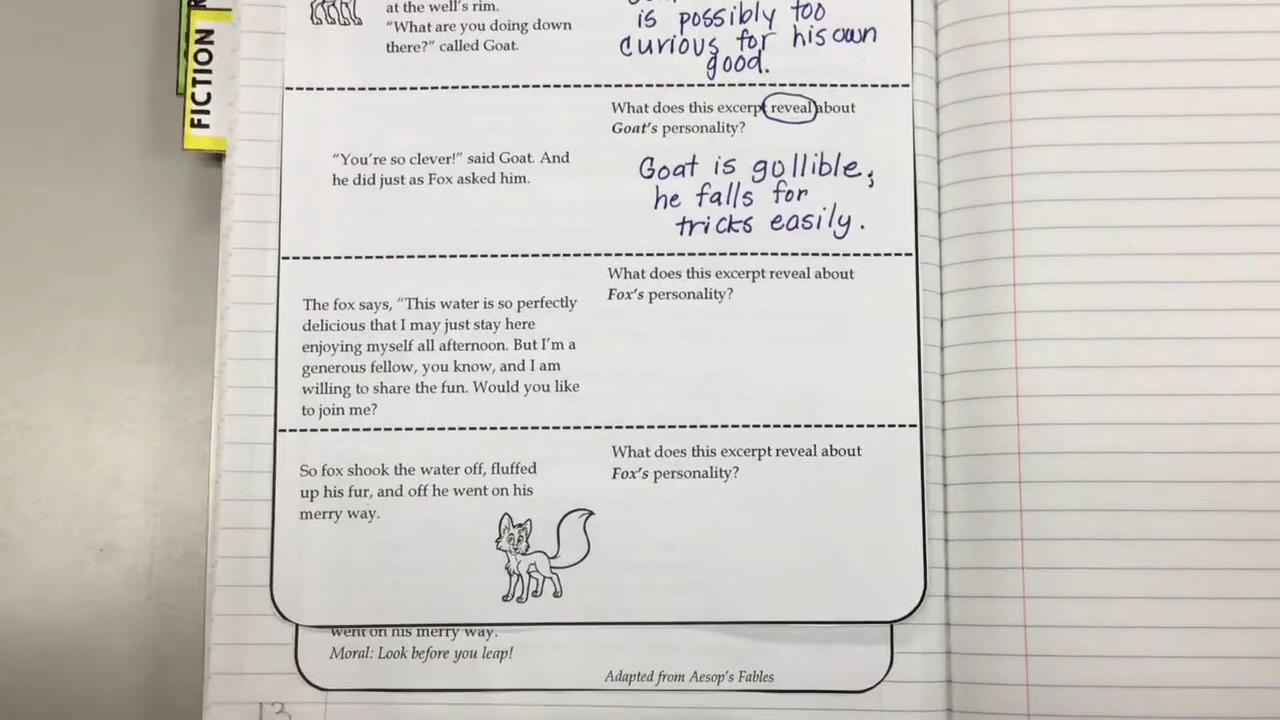 FICTION
at the well's rim.
"What are you doing down
there?" called Goat.
is possibly too
curious for his own
good.
"You're so clever!" said Goat. And
he did just as Fox asked him.
What does this excerpt reveal about
Goat's personality?
Goat is gullible,
he falls for
tricks easily.
The fox says, "This water is so perfectly
delicious that I may just stay here
enjoying myself all afternoon. But I'm a
generous fellow, you know, and I am
willing to share the fun. Would you like
to join me?
What does this excerpt reveal about
Fox's personality?
So fox shook the water off, fluffed
up his fur, and off he went on his
merry way.
What does this excerpt reveal about
Fox's personality?
went on his merry way.
Moral: Look before you leap!
Adapted from Aesop's Fables
13